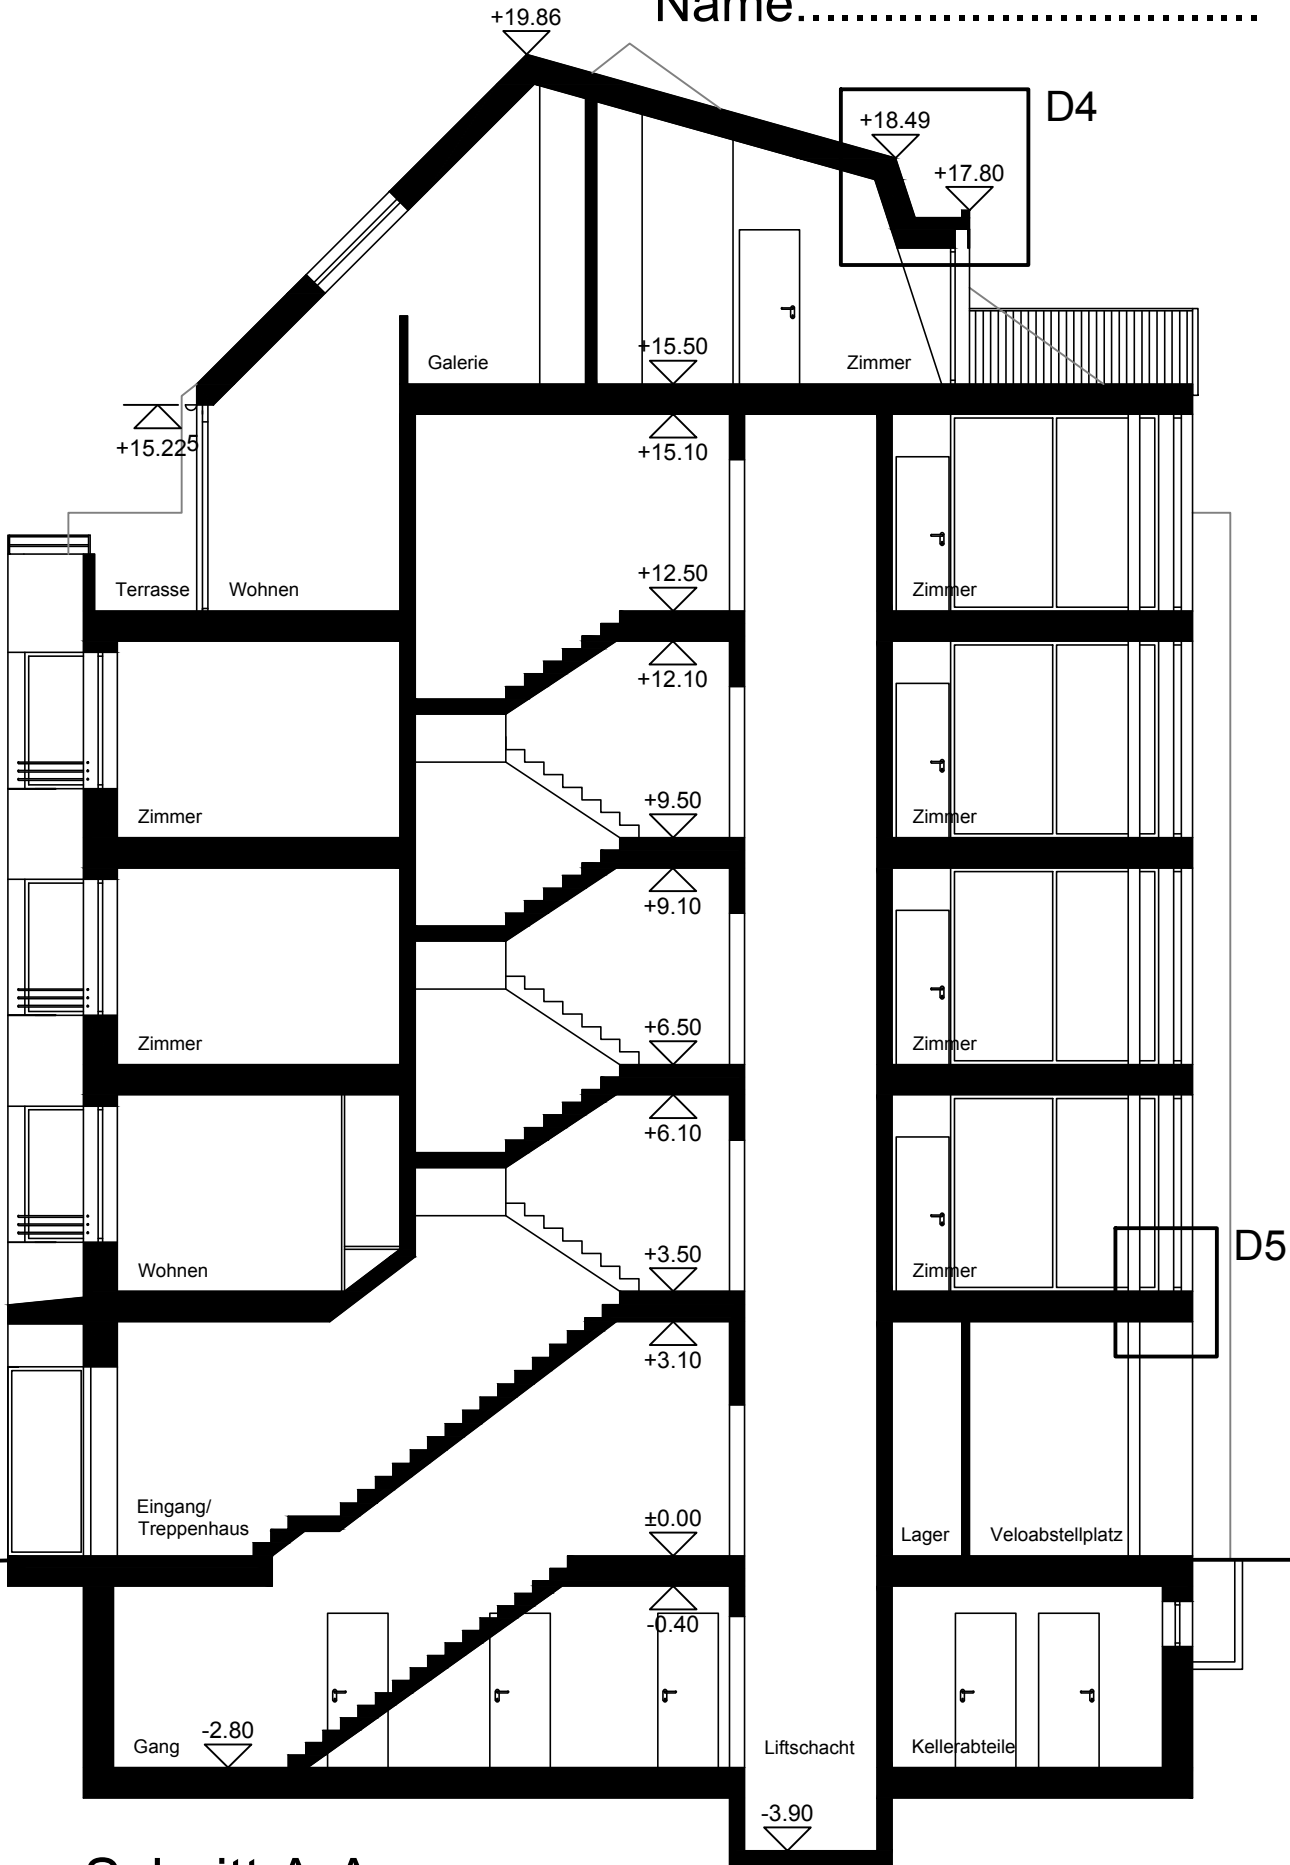 Name..............................
+19.86
D4
+18.49
+17.80
Galerie
+15.50
Zimmer
+15.225
+15.10
+12.50
Terrasse
Wohnen
Zimmer
+12.10
+9.50
Zimmer
Zimmer
+9.10
+6.50
Zimmer
Zimmer
+6.10
D5
+3.50
Wohnen
Zimmer
+3.10
Eingang/
Treppenhaus
±0.00
Lager
Veloabstellplatz
-0.40
-2.80
Gang
Liftschacht
Kellerabteile
-3.90
Schnitt A-A